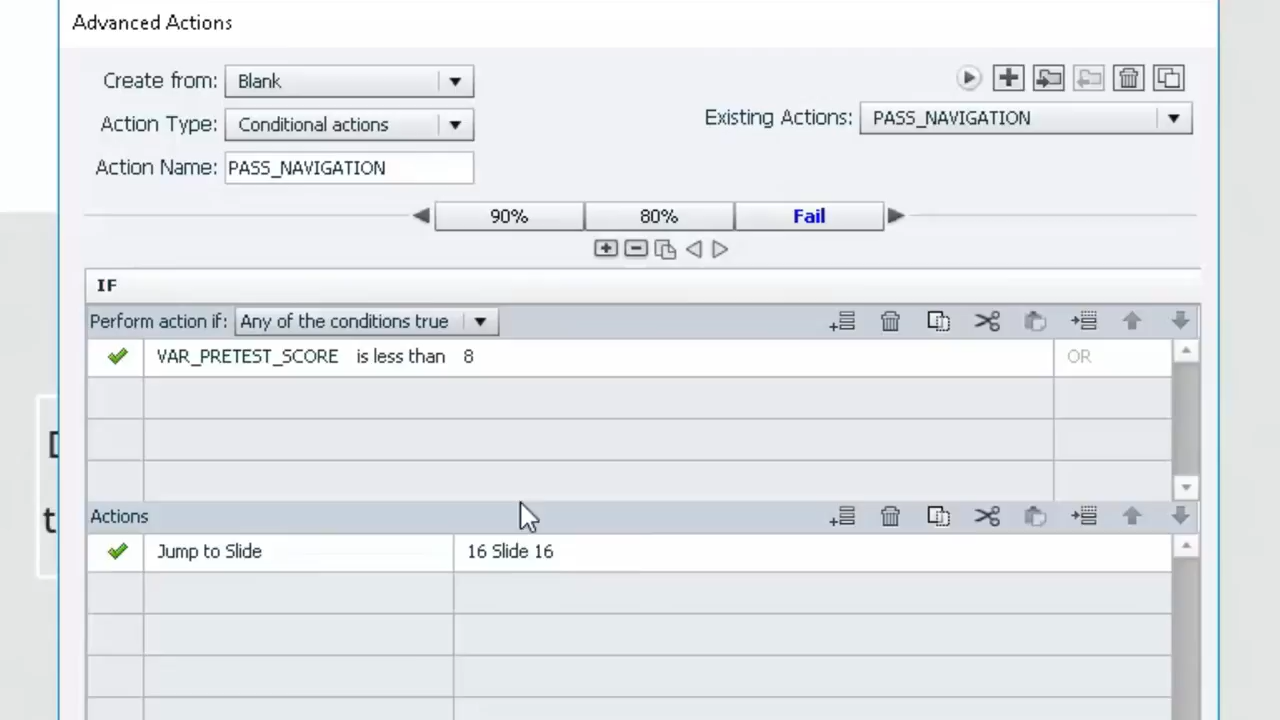 Advanced Actions
Create from: Blank
Action Type: Conditional actions
Existing Actions: PASS_NAVIGATION
Action Name: PASS_NAVIGATION
90% 80% Fail
IF
Perform action if: Any of the conditions true
VAR_PRETEST_SCORE is less than 8 OR
Actions
Jump to Slide 16 Slide 16
t